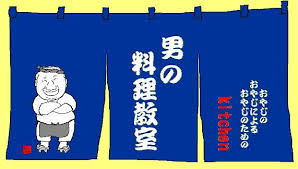 男の
料理教室
おやじの
おやじによる
おやじのための
kitchen